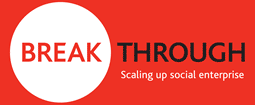 BREAK THROUGH
Scaling up social enterprise